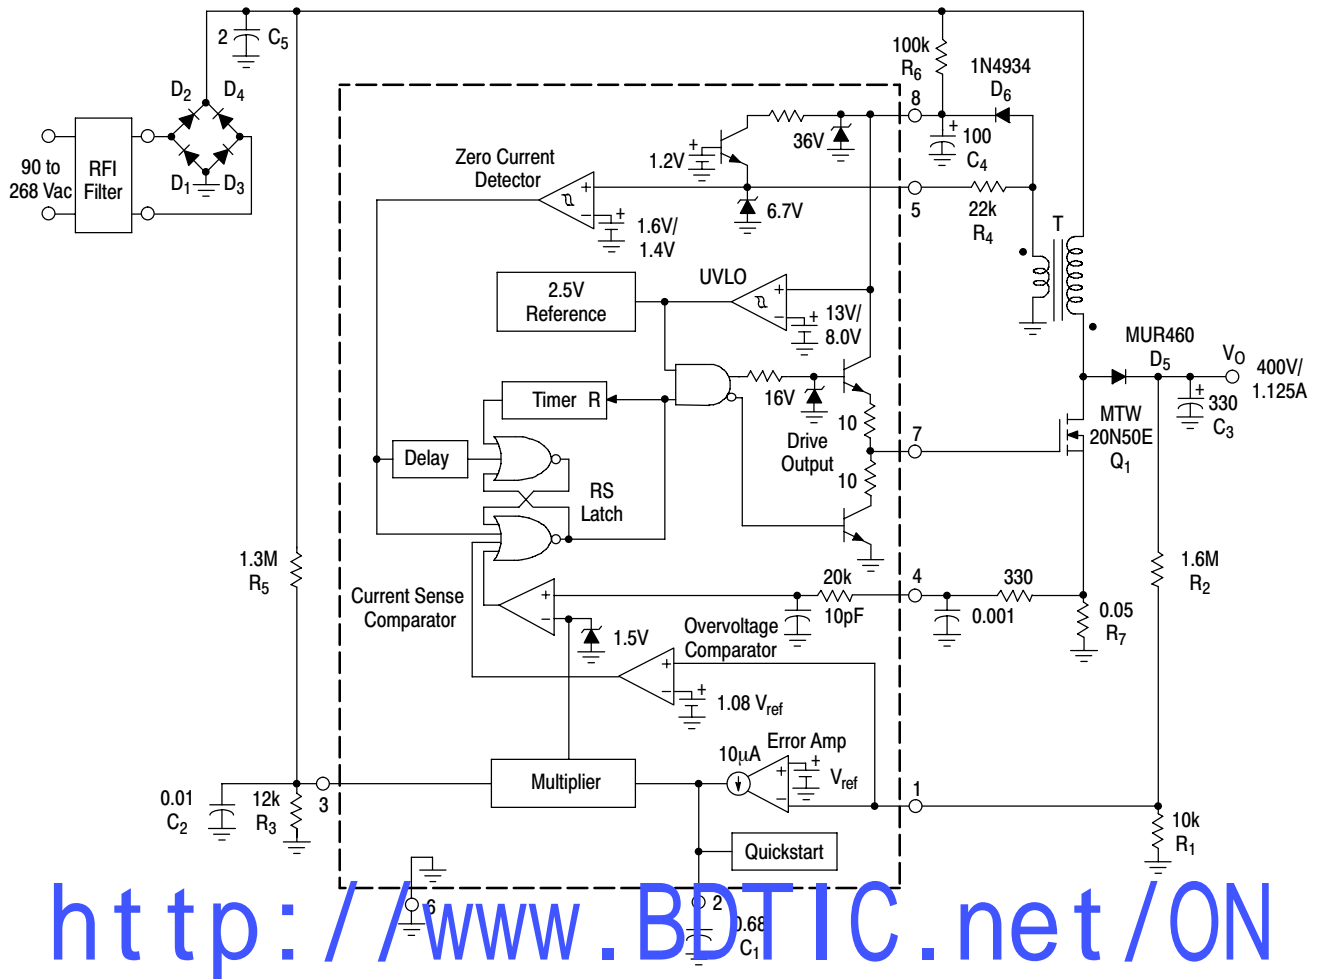 2 C5
100k
R6
1N4934
D6
D2 D4
8
36V
100
C4
1.2V
90 to
268 Vac
RFI
Filter
Zero Current
Detector
D1 D3
5
6.7V
22k
R4
T
1.6V/
1.4V
UVLO
2.5V
Reference
13V/
8.0V
MUR460
D5
VO
400V/
1.125A
Timer R
16V
330
C3
MTW
20N50E
Q1
10
7
Drive
Output
Delay
10
RS
Latch
1.3M
R5
20k
4
330
1.6M
R2
Current Sense
Comparator
10pF
0.001
0.05
R7
1.5V
Overvoltage
Comparator
1.08 Vref
10µA
Error Amp
Vref
Multiplier
1
0.01
C2
12k
R3
3
10k
R1
Quickstart
6
2
0.68
C1
http://www.BDTIC.net/ON